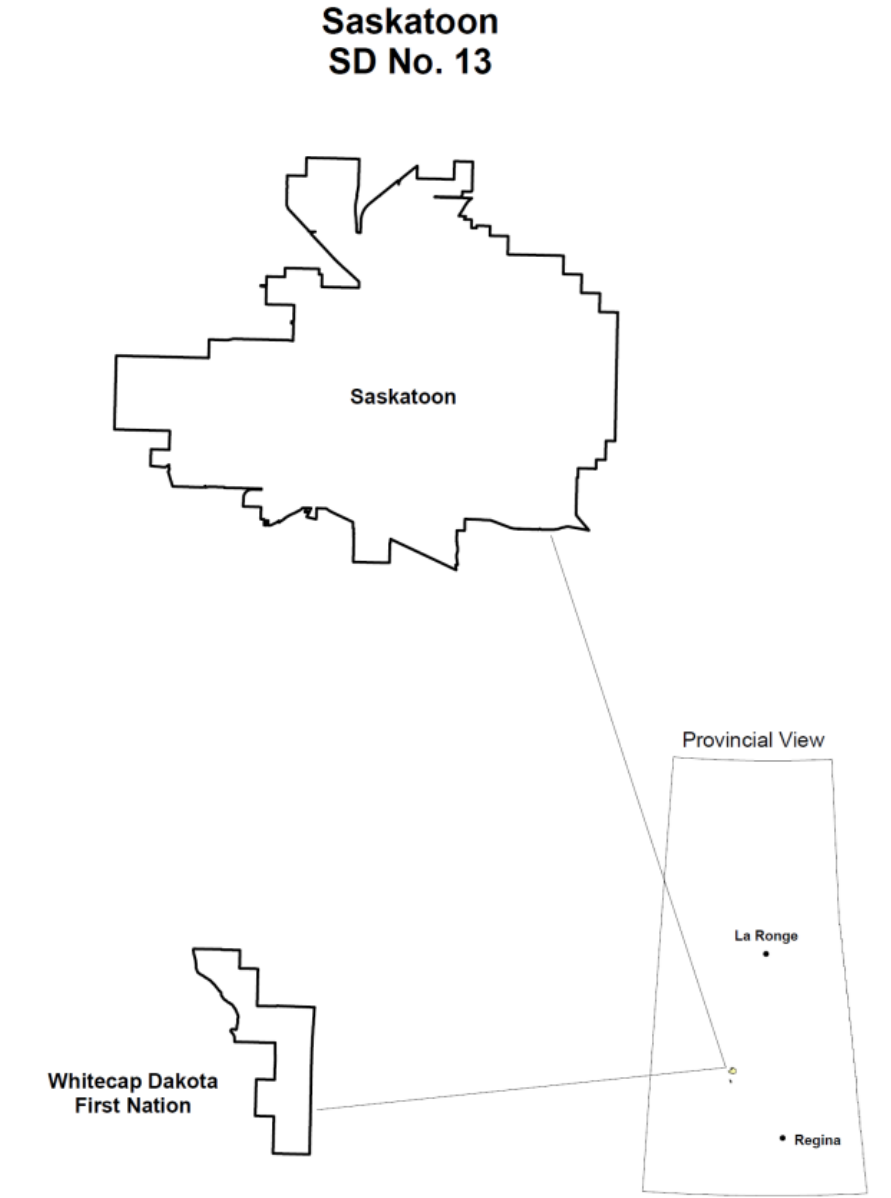 Saskatoon
SD No. 13
Saskatoon
Provincial View
La Ronge
Whitecap Dakota
First Nation
Regina